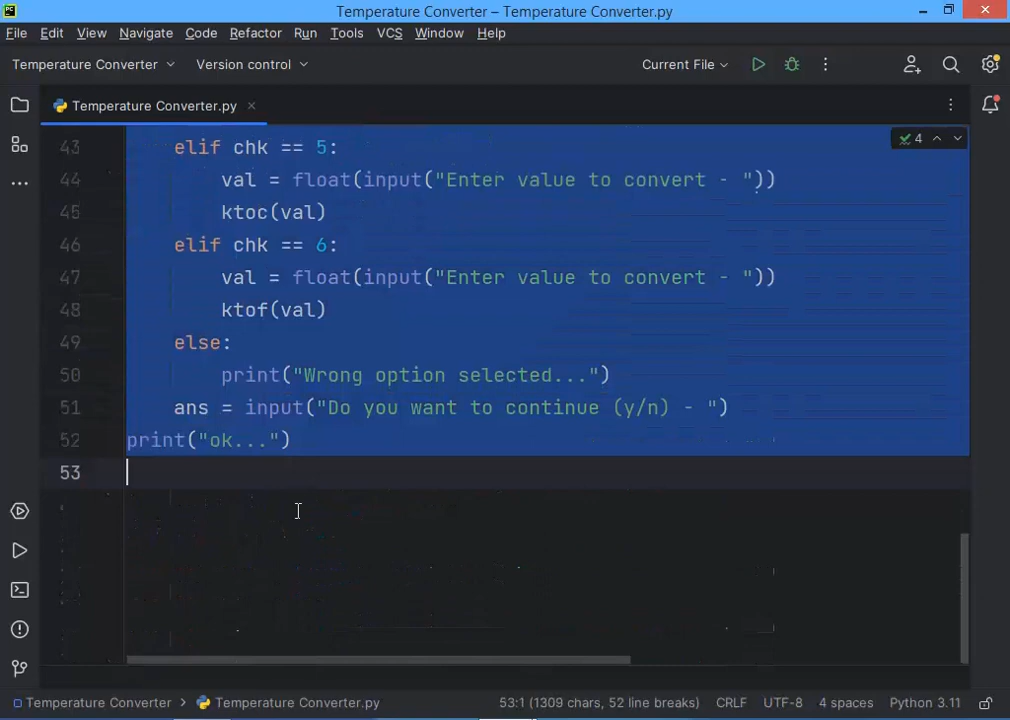 Temperature Converter – Temperature Converter.py
File Edit View Navigate Code Refactor Run Tools VCS Window Help
Temperature Converter Version control Current File
Temperature Converter.py
4
43 elif chk == 5:
44 val = float(input("Enter value to convert - "))
45 ktoc(val)
46 elif chk == 6:
47 val = float(input("Enter value to convert - "))
48 ktof(val)
49 else:
50 print("Wrong option selected...")
51 ans = input("Do you want to continue (y/n) - ")
52 print("ok...")
53
Temperature Converter > Temperature Converter.py 53:1 (1309 chars, 52 line breaks) CRLF UTF-8 4 spaces Python 3.11